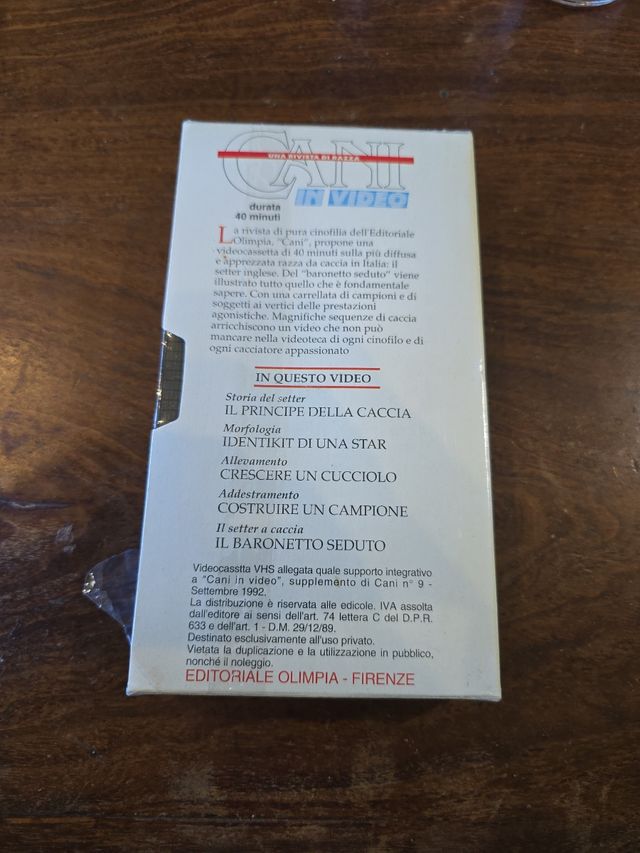 CANI
UNA RIVISTA DI RAZZA
IN VIDEO
durata
40 minuti
La rivista di pura cinofilia dell'Editoriale
Olimpia, "Cani", propone una
videocassetta di 40 minuti sulla più diffusa
e apprezzata razza da caccia in Italia: il
setter inglese. Del "baronetto seduto" viene
illustrato tutto quello che è fondamentale
sapere. Con una carrellata di campioni e di
soggetti ai vertici delle prestazioni
agonistiche. Magnifiche sequenze di caccia
arricchiscono un video che non può
mancare nella videoteca di ogni cinofilo e di
ogni cacciatore appassionato
IN QUESTO VIDEO
Storia del setter
IL PRINCIPE DELLA CACCIA
Morfologia
IDENTIKIT DI UNA STAR
Allevamento
CRESCERE UN CUCCIOLO
Addestramento
COSTRUIRE UN CAMPIONE
Il setter a caccia
IL BARONETTO SEDUTO
Videocasstta VHS allegata quale supporto integrativo
a "Cani in video", supplemento di Cani n° 9 -
Settembre 1992.
La distribuzione è riservata alle edicole. IVA assolta
dall'editore ai sensi dell'art. 74 lettera C del D.P.R.
633 e dell'art. 1 - D.M. 29/12/89.
Destinato esclusivamente all'uso privato.
Vietata la duplicazione e la utilizzazione in pubblico,
nonché il noleggio.
EDITORIALE OLIMPIA - FIRENZE